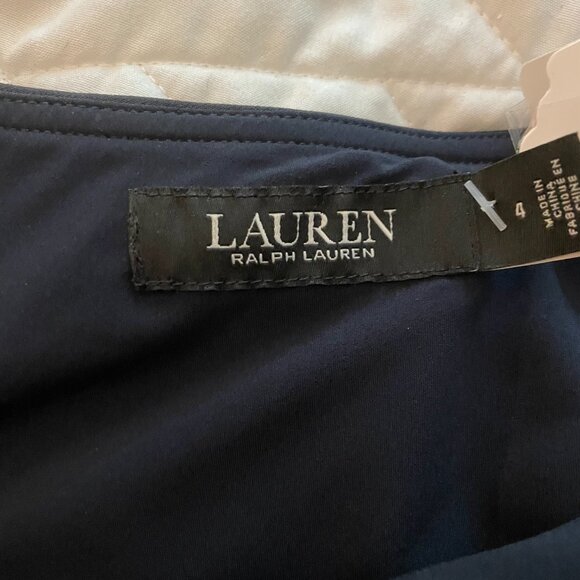 LAUREN
RALPH LAUREN
4
MADE IN
CHINA
FABRIQUÉ EN
CHINE